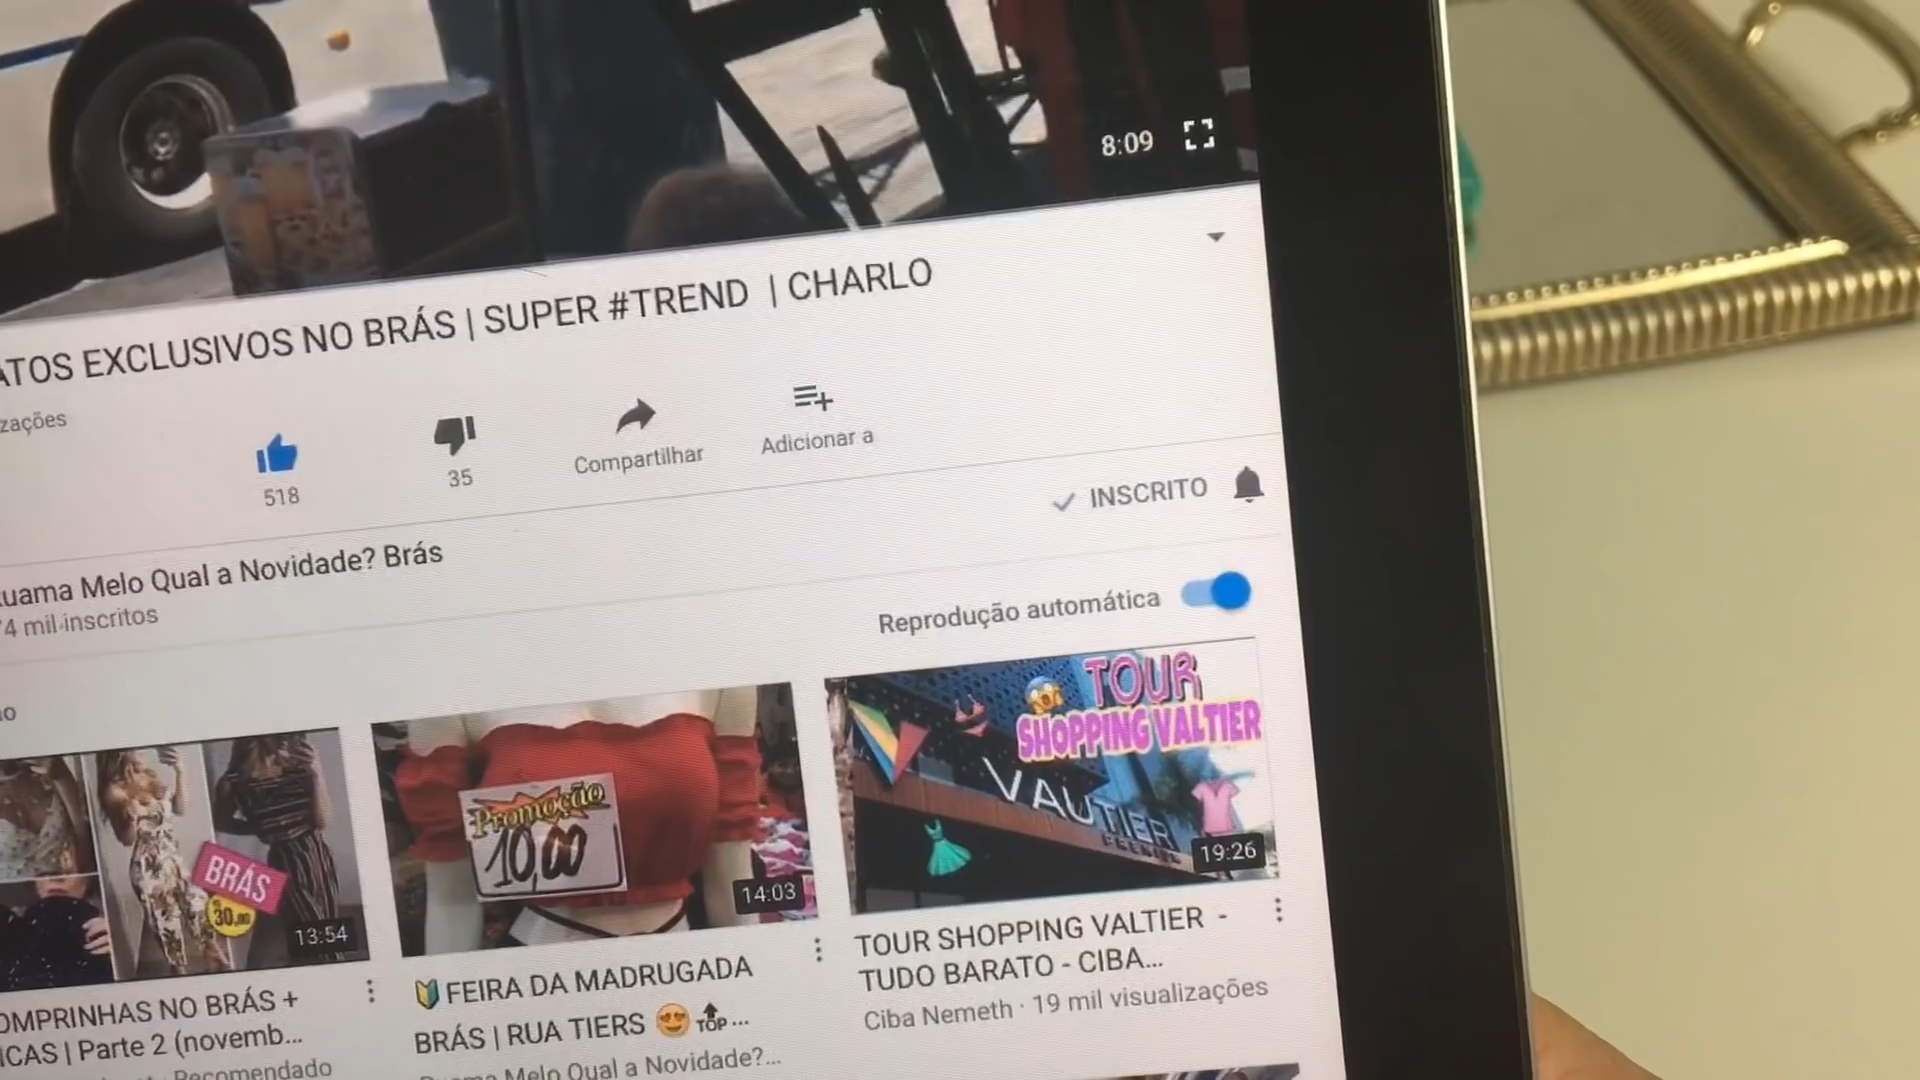 8:09
ATOS EXCLUSIVOS NO BRÁS | SUPER #TREND | CHARLO
zações
518
35
Compartilhar
Adicionar a
INSCRITO
uama Melo Qual a Novidade? Brás
4 mil inscritos
Reprodução automática
BRÁS
30,00
13:54
Promoção
10,00
14:03
TOUR
SHOPPING VALTIER
VAUTIER
19:26
OMPRINHAS NO BRÁS +
ICAS | Parte 2 (novemb...
Recomendado
FEIRA DA MADRUGADA
BRÁS | RUA TIERS TOP ...
Melo Qual a Novidade?...
TOUR SHOPPING VALTIER -
TUDO BARATO - CIBA...
Ciba Nemeth · 19 mil visualizações